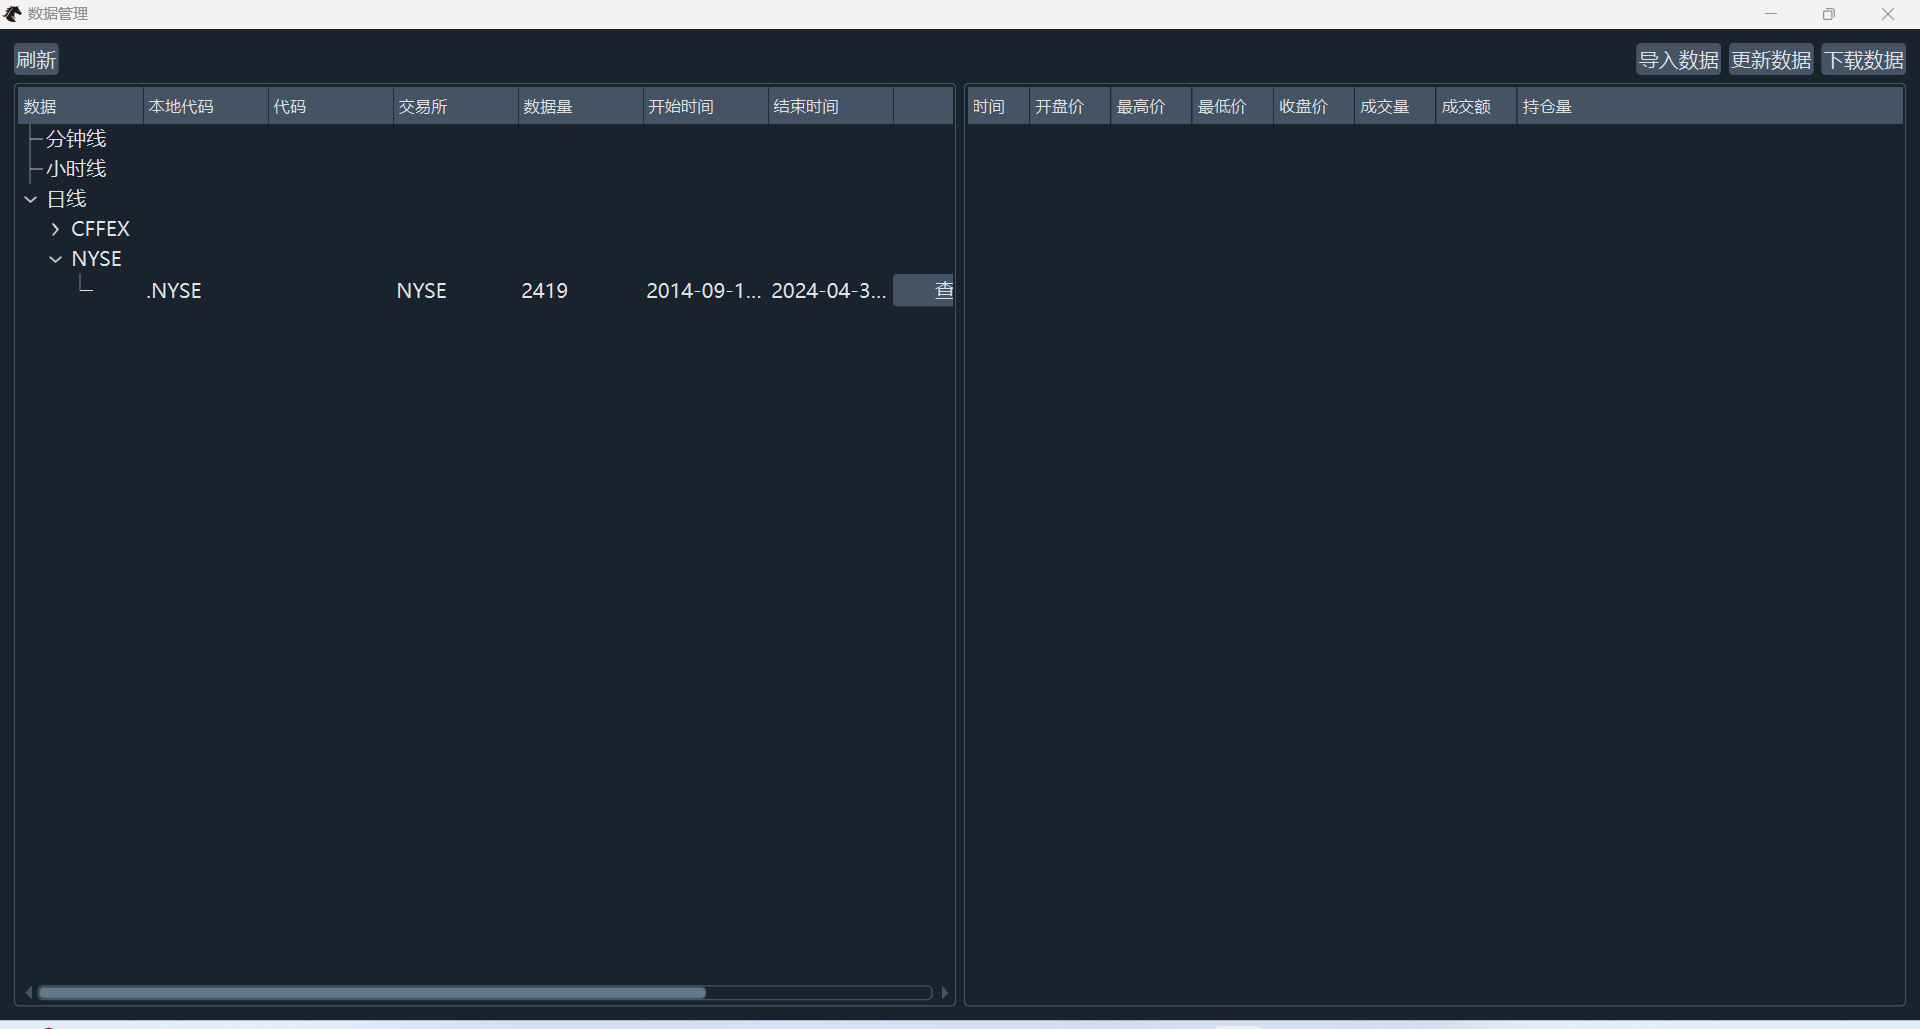 数据管理
刷新
导入数据 更新数据 下载数据
数据 本地代码 代码 交易所 数据量 开始时间 结束时间
时间 开盘价 最高价 最低价 收盘价 成交量 成交额 持仓量
分钟线
小时线
日线
CFFEX
NYSE
.NYSE NYSE 2419 2014-09-1... 2024-04-3... 查